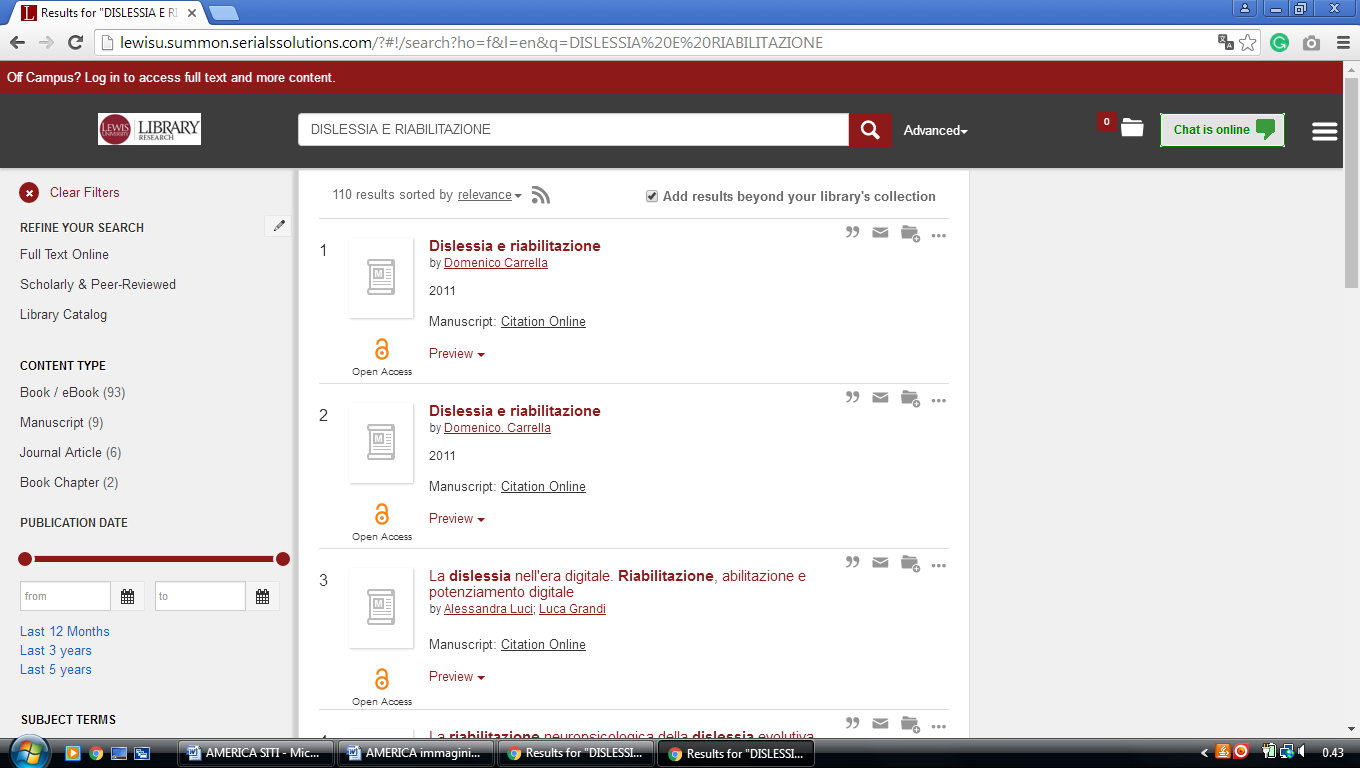 Results for "DISLESSIA E RI
lewisu.summon.serialssolutions.com/?#!/search?ho=f&l=en&q=DISLESSIA%20E%20RIABILITAZIONE
Off Campus? Log in to access full text and more content.
LEWIS UNIVERSITY LIBRARY RESEARCH
DISLESSIA E RIABILITAZIONE
Advanced
0
Chat is online
Clear Filters
REFINE YOUR SEARCH
Full Text Online
Scholarly & Peer-Reviewed
Library Catalog
CONTENT TYPE
Book / eBook (93)
Manuscript (9)
Journal Article (6)
Book Chapter (2)
PUBLICATION DATE
from
to
Last 12 Months
Last 3 years
Last 5 years
SUBJECT TERMS
110 results sorted by relevance
Add results beyond your library's collection
1
Dislessia e riabilitazione
by Domenico Carrella
2011
Manuscript: Citation Online
Preview
Open Access
2
Dislessia e riabilitazione
by Domenico. Carrella
2011
Manuscript: Citation Online
Preview
Open Access
3
La dislessia nell'era digitale. Riabilitazione, abilitazione e
potenziamento digitale
by Alessandra Luci; Luca Grandi
Manuscript: Citation Online
Preview
Open Access
La riabilitazione neuropsicologica della dislessia evolutiva
AMERICA SITI - Mic...
AMERICA immagini...
Results for "DISLESSI...
Results for "DISLESSI...
0.43